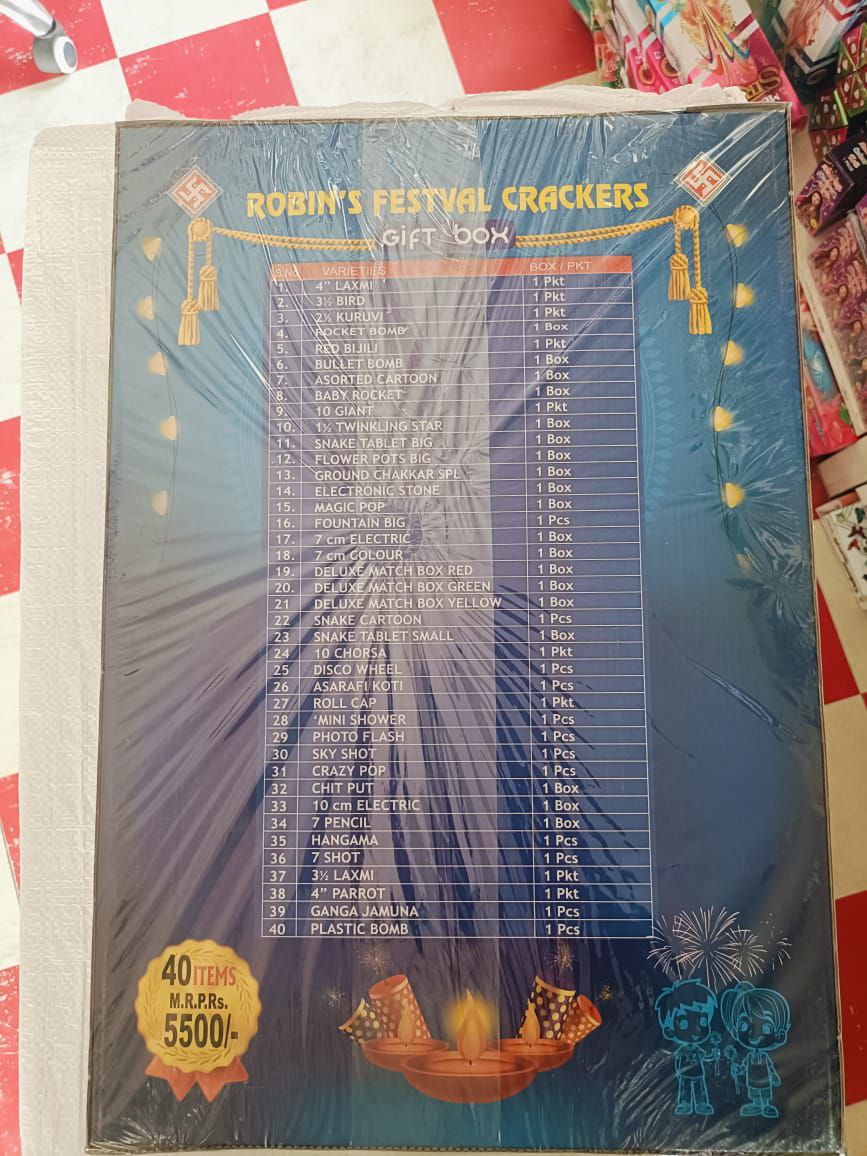 ROBIN'S FESTVAL CRACKERS
GIFT BOX
S.No. VARIETIES BOX / PKT
1. 4" LAXMI 1 Pkt
2. 3½ BIRD 1 Pkt
3. 2½ KURUVI 1 Pkt
4. ROCKET BOMB 1 Box
5. RED BIJILI 1 Pkt
6. BULLET BOMB 1 Box
7. ASORTED CARTOON 1 Box
8. BABY ROCKET 1 Box
9. 10 GIANT 1 Pkt
10. 1½ TWINKLING STAR 1 Box
11. SNAKE TABLET BIG 1 Box
12. FLOWER POTS BIG 1 Box
13. GROUND CHAKKAR SPL 1 Box
14. ELECTRONIC STONE 1 Box
15. MAGIC POP 1 Box
16. FOUNTAIN BIG 1 Pcs
17. 7 cm ELECTRIC 1 Box
18. 7 cm COLOUR 1 Box
19. DELUXE MATCH BOX RED 1 Box
20. DELUXE MATCH BOX GREEN 1 Box
21 DELUXE MATCH BOX YELLOW 1 Box
22 SNAKE CARTOON 1 Pcs
23 SNAKE TABLET SMALL 1 Box
24 10 CHORSA 1 Pkt
25 DISCO WHEEL 1 Pcs
26 ASARAFI KOTI 1 Pcs
27 ROLL CAP 1 Pkt
28 'MINI SHOWER 1 Pcs
29 PHOTO FLASH 1 Pcs
30 SKY SHOT 1 Pcs
31 CRAZY POP 1 Pcs
32 CHIT PUT 1 Box
33 10 cm ELECTRIC 1 Box
34 7 PENCIL 1 Box
35 HANGAMA 1 Pcs
36 7 SHOT 1 Pcs
37 3½ LAXMI 1 Pkt
38 4" PARROT 1 Pkt
39 GANGA JAMUNA 1 Pcs
40 PLASTIC BOMB 1 Pcs
40 ITEMS
M.R.P.Rs.
5500/-